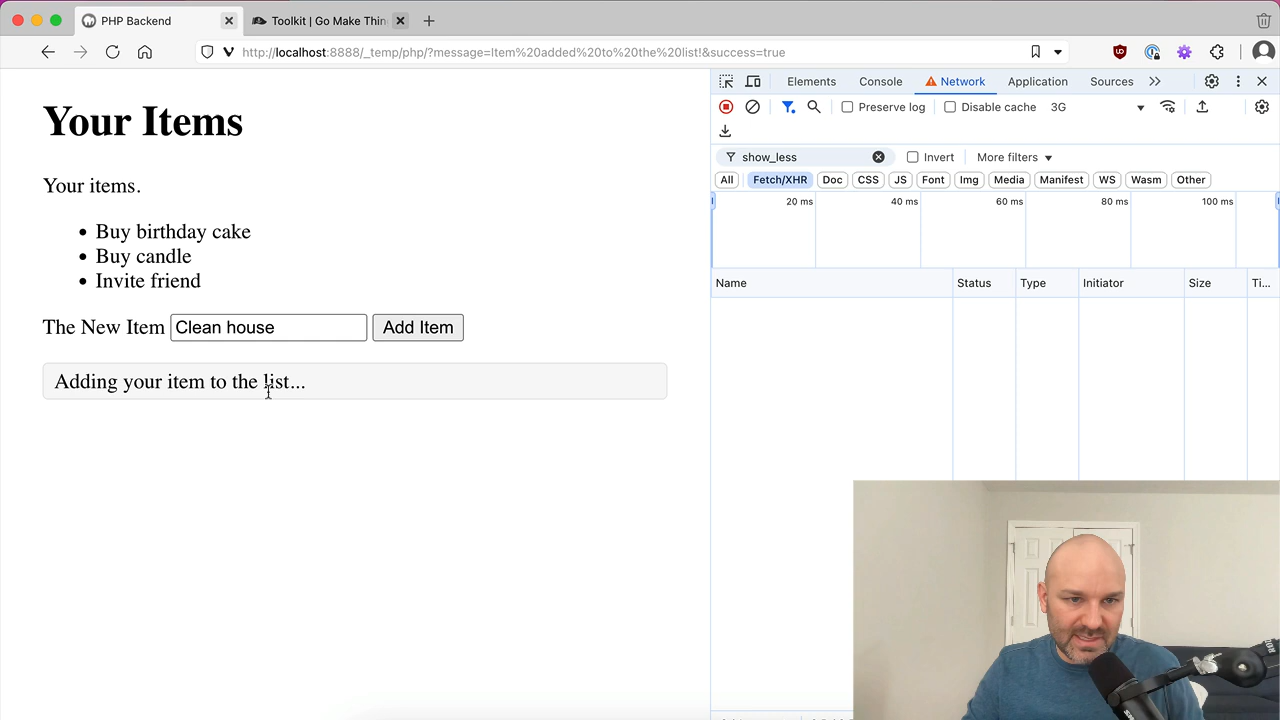 PHP Backend
Toolkit | Go Make Thin
http://localhost:8888/_temp/php/?message=Item%20added%20to%20the%20list!&success=true
Your Items
Your items.
Buy birthday cake
Buy candle
Invite friend
The New Item Clean house Add Item
Adding your item to the list...
Elements Console Network Application Sources
Preserve log Disable cache 3G
show_less Invert More filters
All Fetch/XHR Doc CSS JS Font Img Media Manifest WS Wasm Other
20 ms 40 ms 60 ms 80 ms 100 ms
Name Status Type Initiator Size Ti...